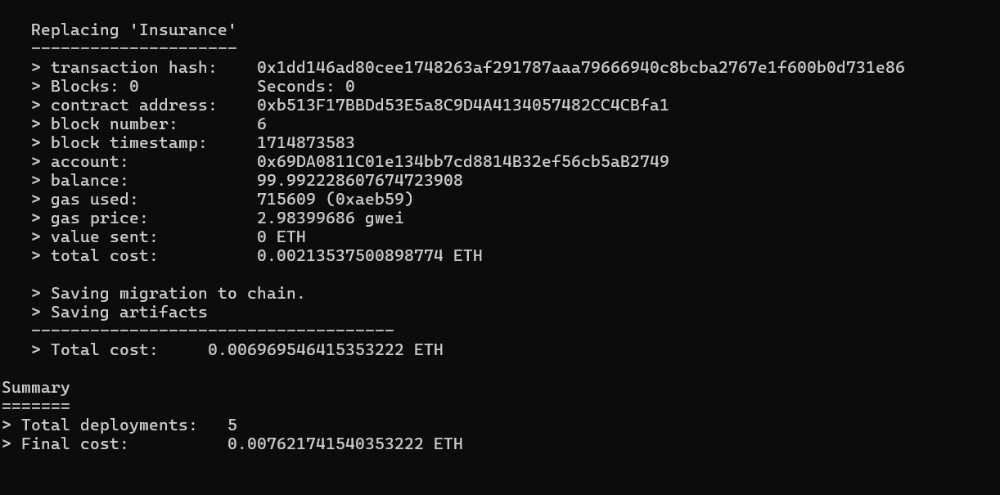 Replacing 'Insurance'
---------------------
> transaction hash:    0x1dd146ad80cee1748263af291787aaa79666940c8bcba2767e1f600b0d731e86
> Blocks: 0            Seconds: 0
> contract address:    0xb513F17BBDd53E5a8C9D4A4134057482CC4CBfa1
> block number:        6
> block timestamp:     1714873583
> account:             0x69DA0811C01e134bb7cd8814B32ef56cb5aB2749
> balance:             99.992228607674723908
> gas used:            715609 (0xaeb59)
> gas price:           2.98399686 gwei
> value sent:          0 ETH
> total cost:          0.00213537500898774 ETH
> Saving migration to chain.
> Saving artifacts
-------------------------------------
> Total cost:     0.006969546415353222 ETH
Summary
=======
> Total deployments:   5
> Final cost:          0.007621741540353222 ETH